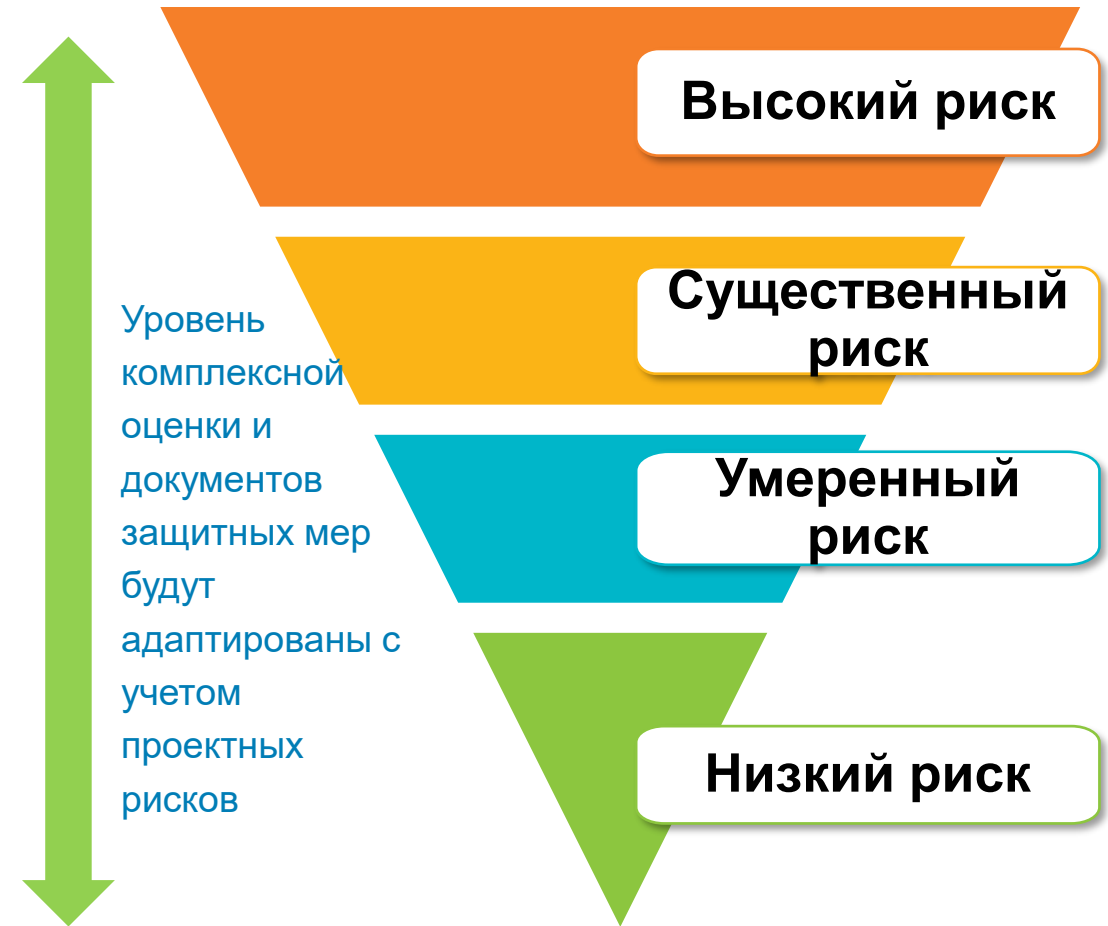 Высокий риск
Существенный
риск
Умеренный
риск
Низкий риск
Уровень
комплексной
оценки и
документов
защитных мер
будут
адаптированы с
учетом
проектных
рисков